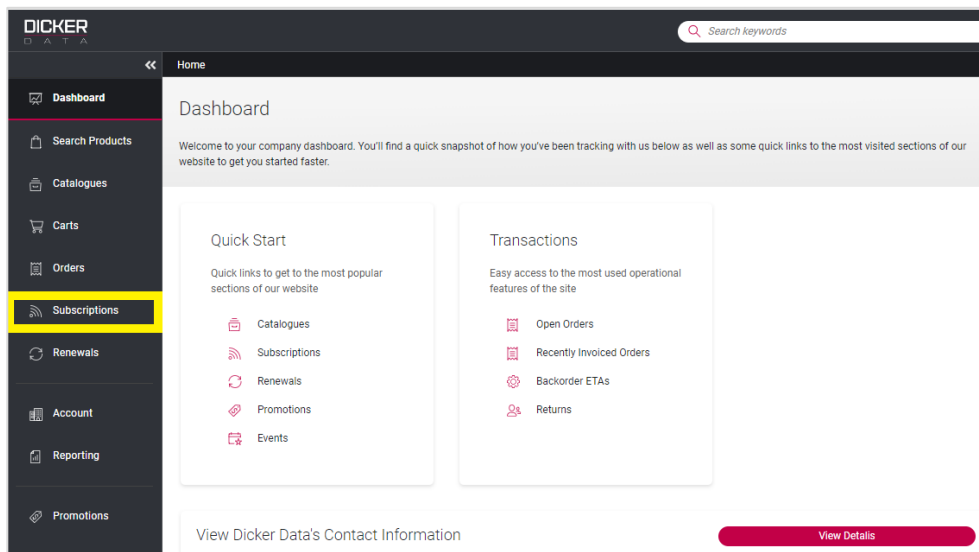 DICKER
DATA
Search keywords
Home
Dashboard
Search Products
Catalogues
Carts
Orders
Subscriptions
Renewals
Account
Reporting
Promotions
Dashboard
Welcome to your company dashboard. You'll find a quick snapshot of how you've been tracking with us below as well as some quick links to the most visited sections of our
website to get you started faster.
Quick Start
Quick links to get to the most popular
sections of our website
Catalogues
Subscriptions
Renewals
Promotions
Events
Transactions
Easy access to the most used operational
features of the site
Open Orders
Recently Invoiced Orders
Backorder ETAs
Returns
View Dicker Data's Contact Information
View Details